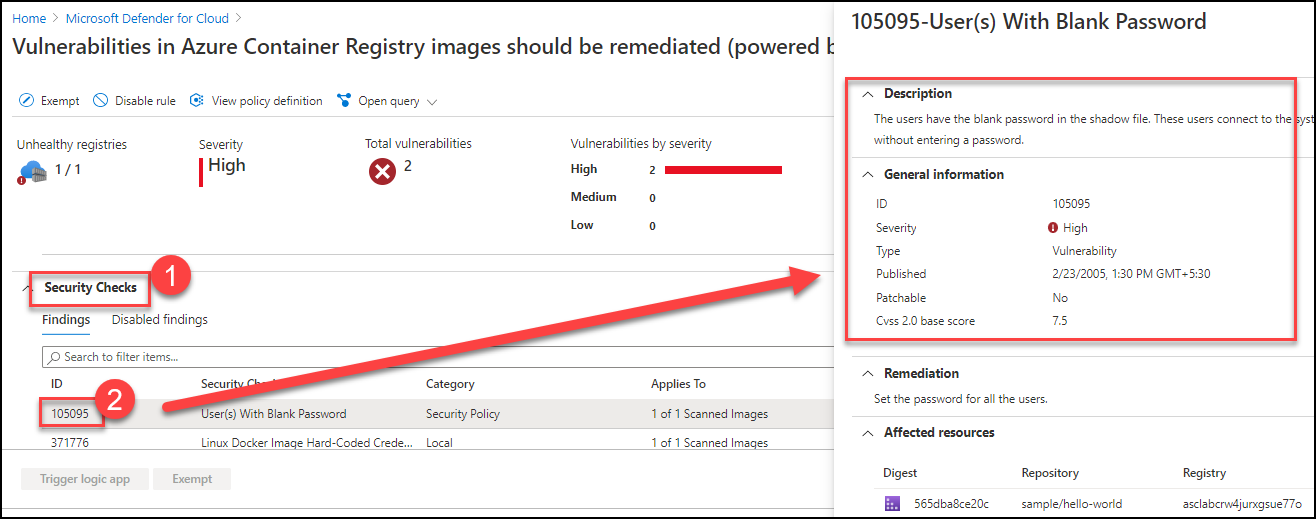 Home > Microsoft Defender for Cloud >
Vulnerabilities in Azure Container Registry images should be remediated (powered b
Exempt Disable rule View policy definition Open query
Unhealthy registries Severity Total vulnerabilities Vulnerabilities by severity
1 / 1 High 2 High 2
Medium 0
Low 0
Security Checks 1
Findings Disabled findings
Search to filter items...
ID Security Applies To Category
105095 2 User(s) With Blank Password Security Policy 1 of 1 Scanned Images
371776 Linux Docker Image Hard-Coded Crede... Local 1 of 1 Scanned Images
Trigger logic app Exempt
105095-User(s) With Blank Password
Description
The users have the blank password in the shadow file. These users connect to the syst
without entering a password.
General information
ID 105095
Severity High
Type Vulnerability
Published 2/23/2005, 1:30 PM GMT+5:30
Patchable No
Cvss 2.0 base score 7.5
Remediation
Set the password for all the users.
Affected resources
Digest Repository Registry
565dba8ce20c sample/hello-world asclabcrw4jurxgsue77o